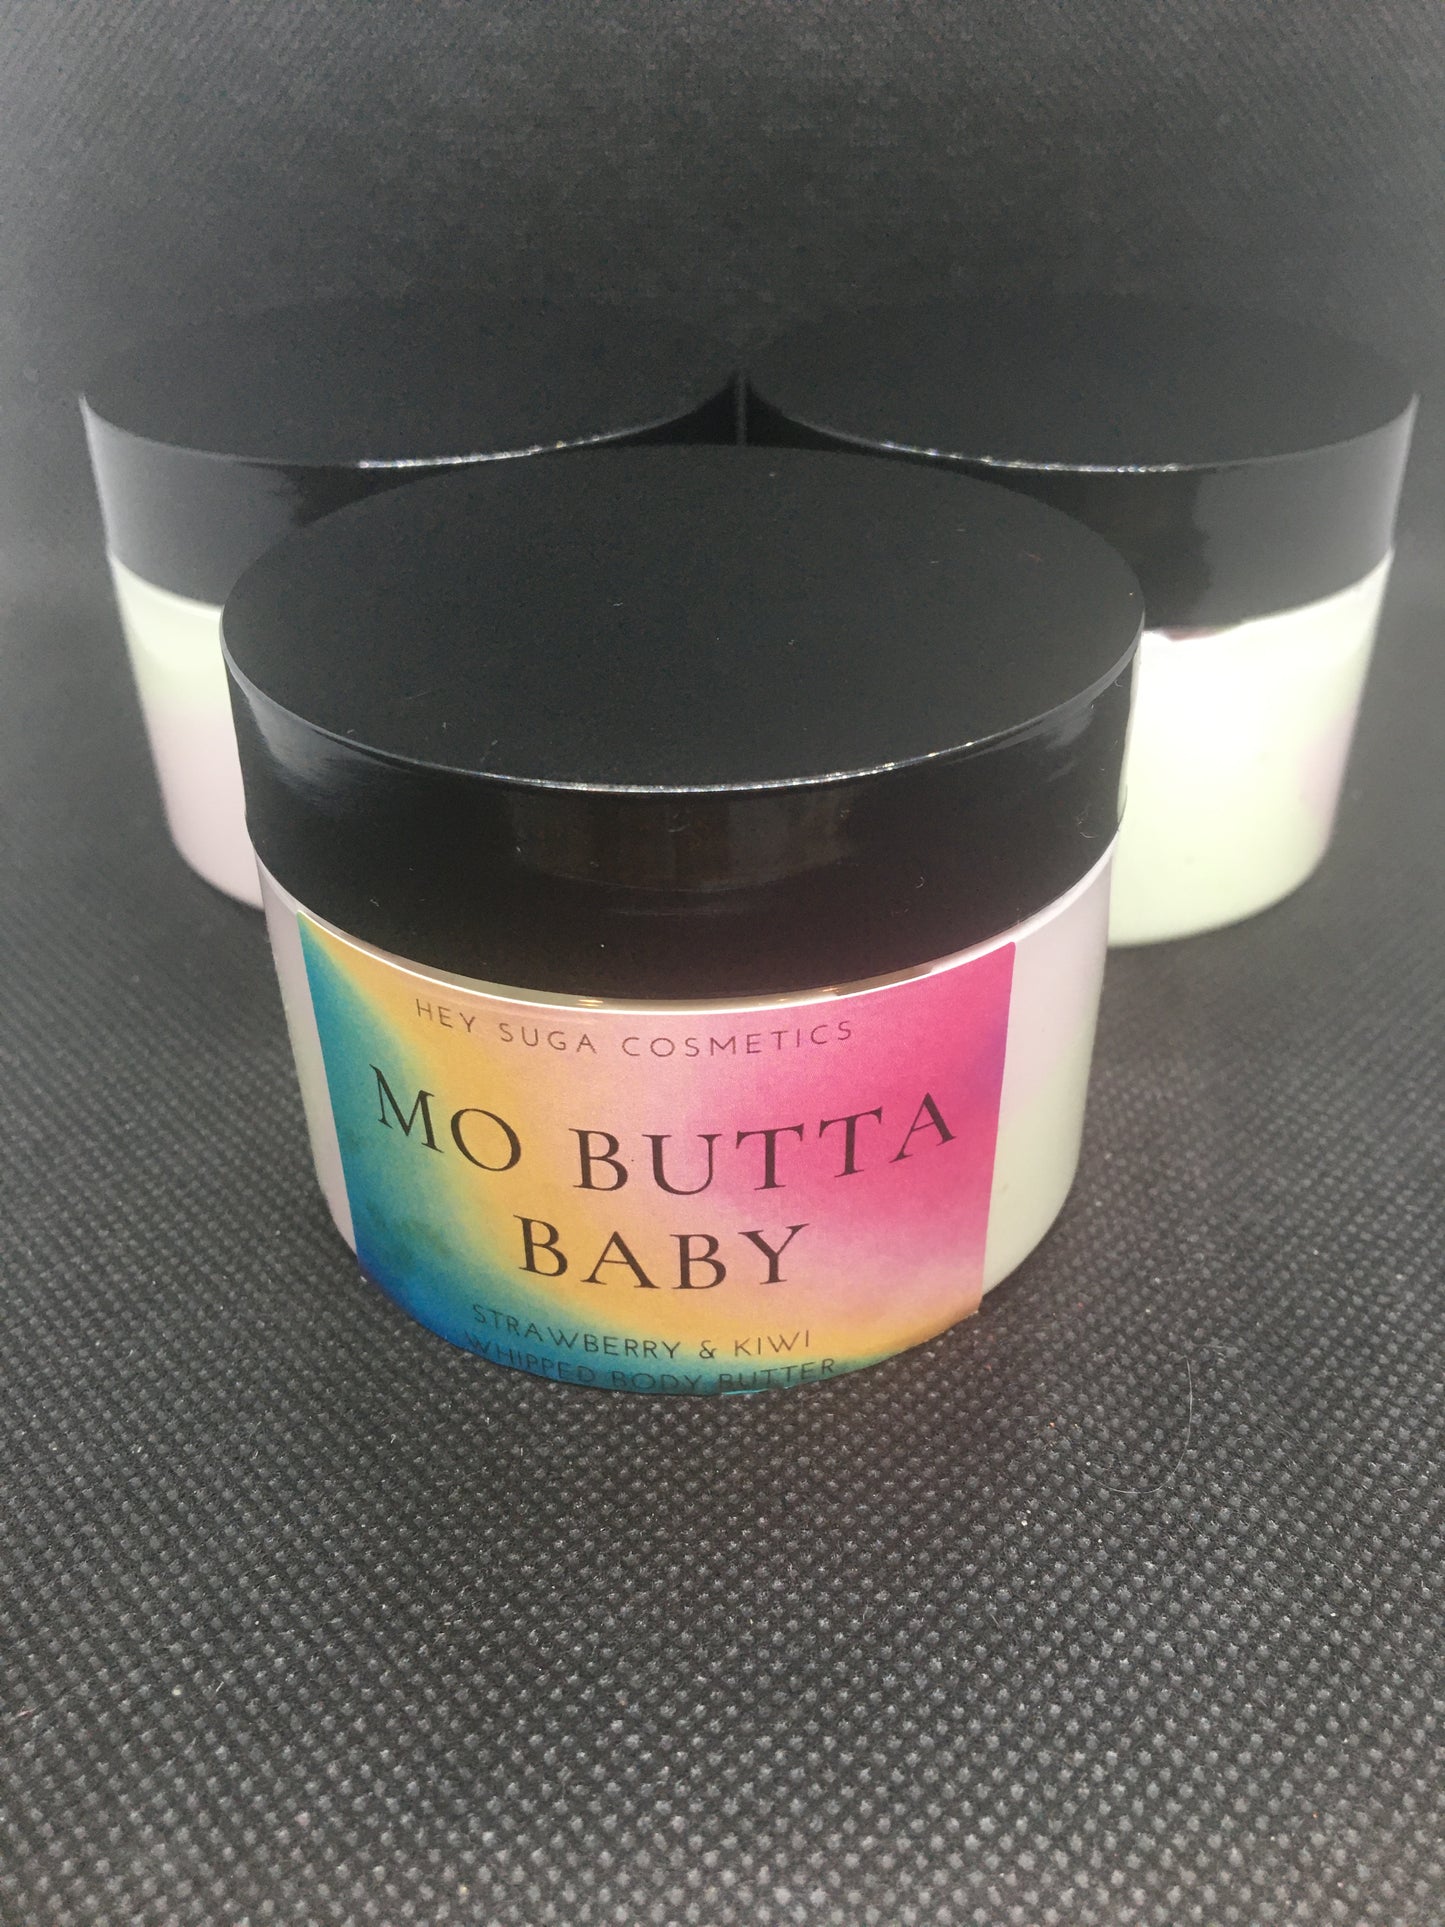 HEY SUGA COSMETICS
MO BUTTA
BABY
STRAWBERRY & KIWI
WHIPPED BODY BUTTER